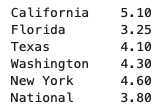 California 5.10
Florida 3.25
Texas 4.10
Washington 4.30
New York 4.60
National 3.80